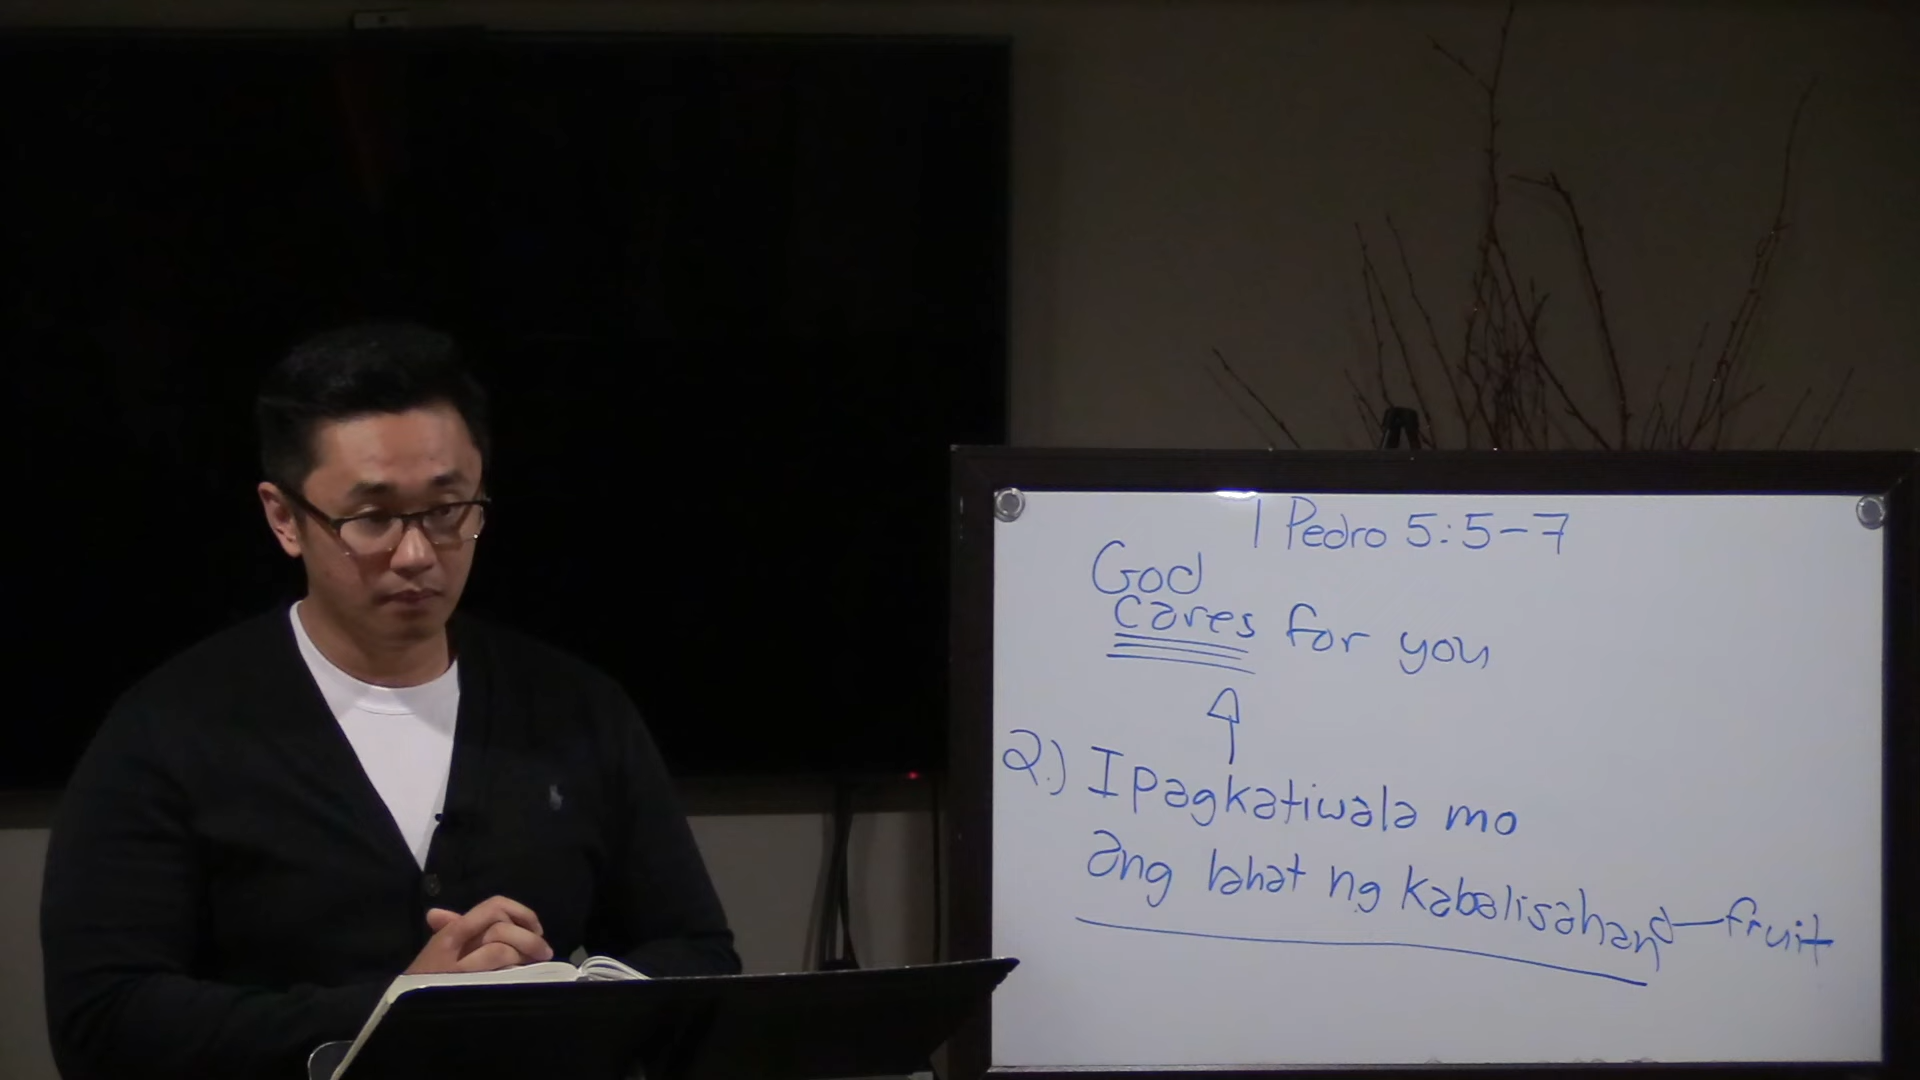 1 Pedro 5:5-7
God
cares for you
2.) Ipagkatiwala mo
ang lahat ng kabalisahan — fruit